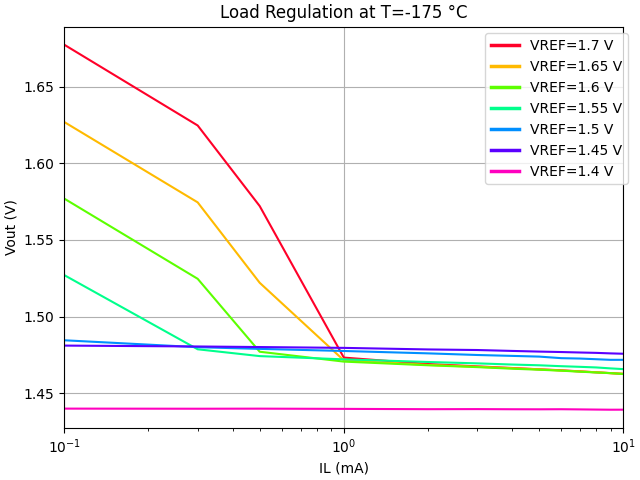 Load Regulation at T=-175 °C
VREF=1.7 V
VREF=1.65 V
VREF=1.6 V
VREF=1.55 V
VREF=1.5 V
VREF=1.45 V
VREF=1.4 V
Vout (V)
1.65
1.60
1.55
1.50
1.45
10⁻¹
10⁰
10¹
IL (mA)